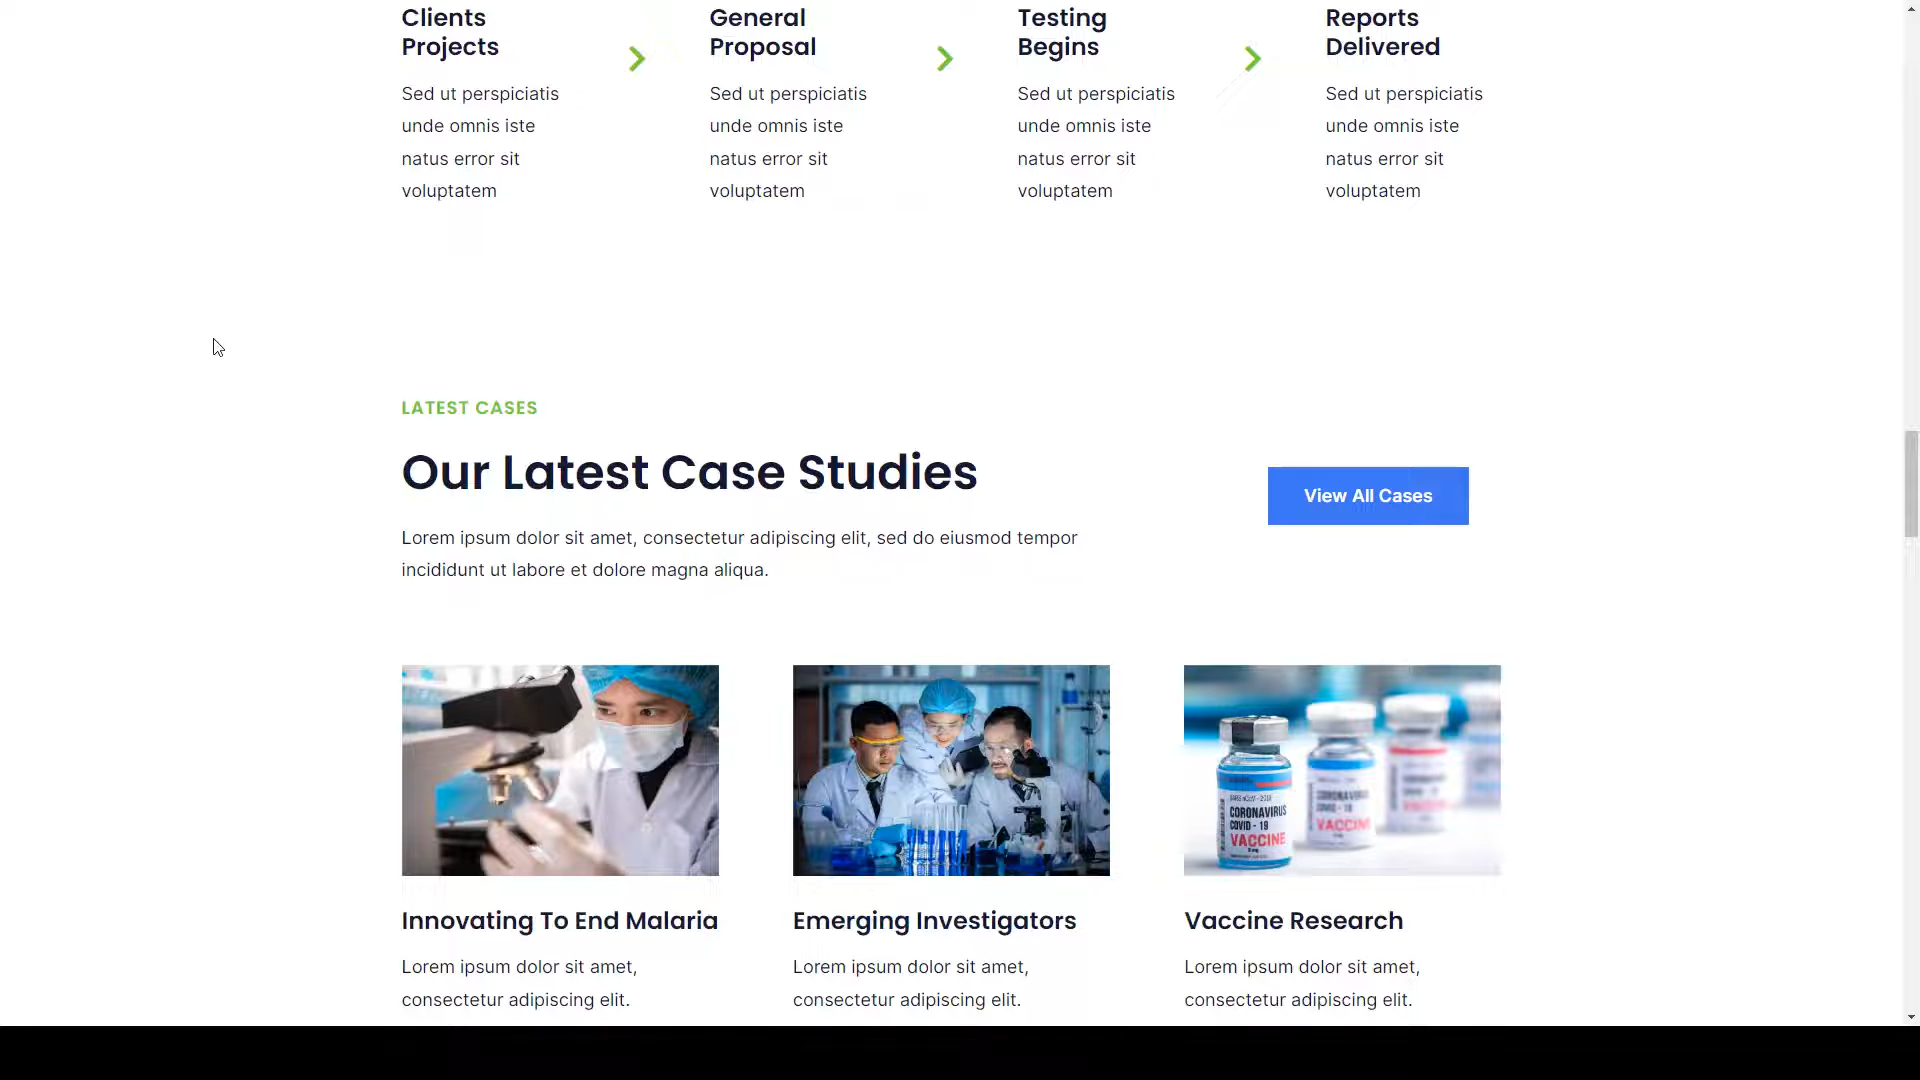 Clients
Projects
General
Proposal
Testing
Begins
Reports
Delivered
Sed ut perspiciatis
unde omnis iste
natus error sit
voluptatem
Sed ut perspiciatis
unde omnis iste
natus error sit
voluptatem
Sed ut perspiciatis
unde omnis iste
natus error sit
voluptatem
Sed ut perspiciatis
unde omnis iste
natus error sit
voluptatem
LATEST CASES
Our Latest Case Studies
View All Cases
Lorem ipsum dolor sit amet, consectetur adipiscing elit, sed do eiusmod tempor
incididunt ut labore et dolore magna aliqua.
CORONAVIRUS
COVID - 19
VACCINE
CORONAVIRUS
COVID - 19
VACCINE
Innovating To End Malaria
Lorem ipsum dolor sit amet,
consectetur adipiscing elit.
Emerging Investigators
Lorem ipsum dolor sit amet,
consectetur adipiscing elit.
Vaccine Research
Lorem ipsum dolor sit amet,
consectetur adipiscing elit.